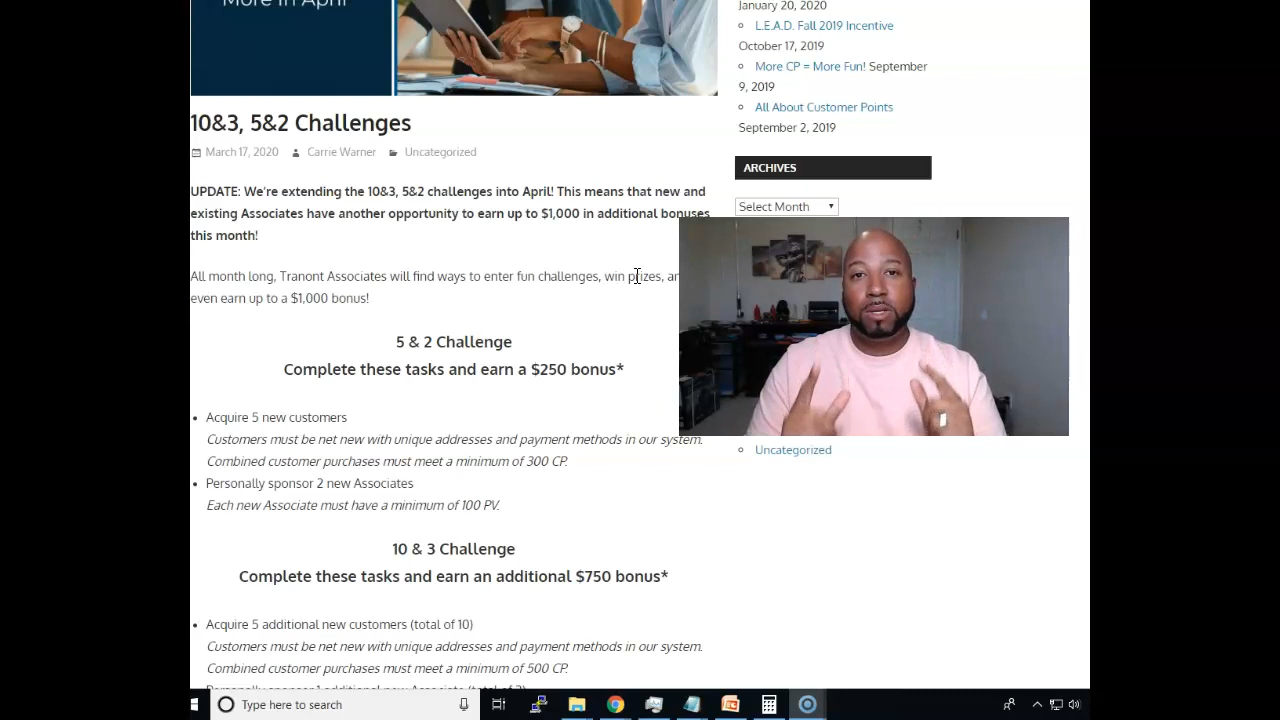 More in April
10&3, 5&2 Challenges
March 17, 2020 Carrie Warner Uncategorized
UPDATE: We're extending the 10&3, 5&2 challenges into April! This means that new and
existing Associates have another opportunity to earn up to $1,000 in additional bonuses
this month!
All month long, Tranont Associates will find ways to enter fun challenges, win prizes,
even earn up to a $1,000 bonus!
5 & 2 Challenge
Complete these tasks and earn a $250 bonus*
Acquire 5 new customers
Customers must be net new with unique addresses and payment methods in our system.
Combined customer purchases must meet a minimum of 300 CP.
Personally sponsor 2 new Associates
Each new Associate must have a minimum of 100 PV.
10 & 3 Challenge
Complete these tasks and earn an additional $750 bonus*
Acquire 5 additional new customers (total of 10)
Customers must be net new with unique addresses and payment methods in our system.
Combined customer purchases must meet a minimum of 500 CP.
Personally sponsor 1 additional new Associate (total of 3)
January 20, 2020
L.E.A.D. Fall 2019 Incentive
October 17, 2019
More CP = More Fun! September
9, 2019
All About Customer Points
September 2, 2019
ARCHIVES
Select Month
Uncategorized
Type here to search